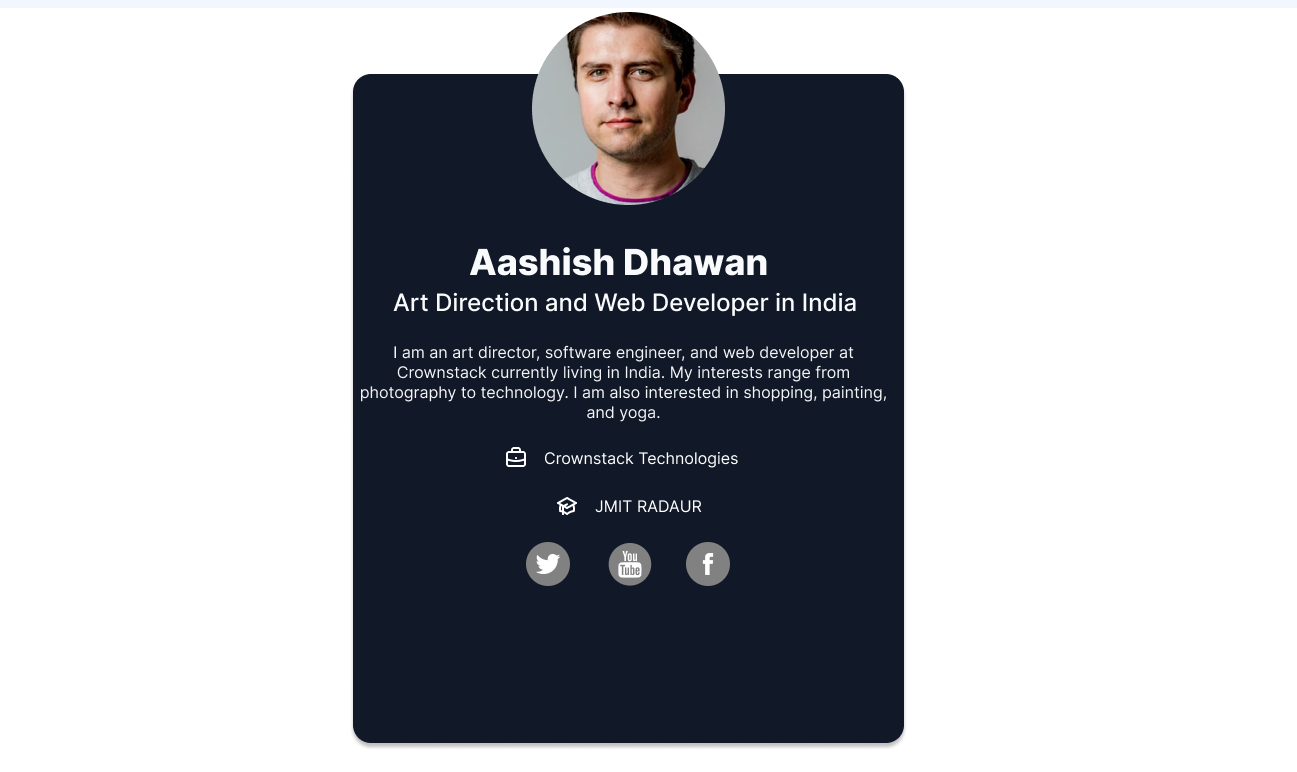 Aashish Dhawan
Art Direction and Web Developer in India
I am an art director, software engineer, and web developer at
Crownstack currently living in India. My interests range from
photography to technology. I am also interested in shopping, painting,
and yoga.
Crownstack Technologies
JMIT RADAUR
You
Tube
f